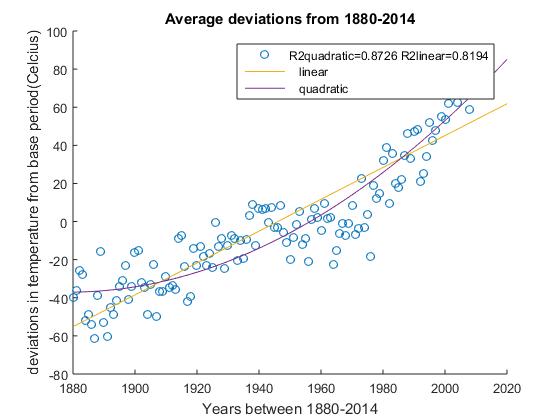 Average deviations from 1880-2014
100
80
60
40
20
0
-20
-40
-60
-80
deviations in temperature from base period(Celcius)
R2quadratic=0.8726 R2linear=0.8194
linear
quadratic
1880 1900 1920 1940 1960 1980 2000 2020
Years between 1880-2014